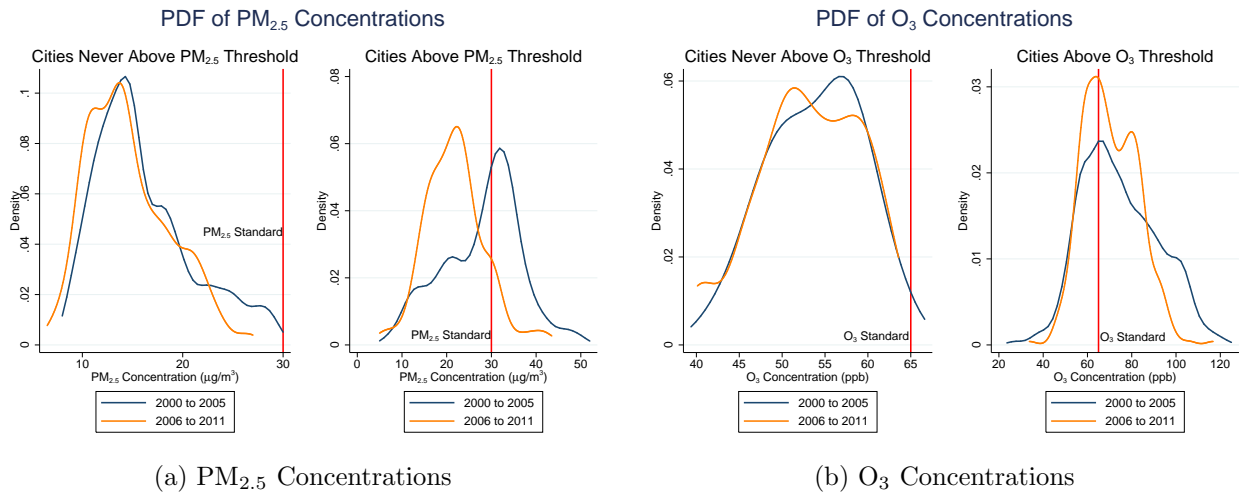 PDF of PM2.5 Concentrations
Cities Never Above PM2.5 Threshold
Density
0 .02 .04 .06 .08 .1
PM2.5 Standard
10 20 30
PM2.5 Concentration (μg/m3)
2000 to 2005
2006 to 2011
Cities Above PM2.5 Threshold
Density
0 .02 .04 .06 .08
PM2.5 Standard
0 10 20 30 40 50
PM2.5 Concentration (μg/m3)
2000 to 2005
2006 to 2011
(a) PM2.5 Concentrations
PDF of O3 Concentrations
Cities Never Above O3 Threshold
Density
0 .02 .04 .06
O3 Standard
40 45 50 55 60 65
O3 Concentration (ppb)
2000 to 2005
2006 to 2011
Cities Above O3 Threshold
Density
0 .01 .02 .03
O3 Standard
20 40 60 80 100 120
O3 Concentration (ppb)
2000 to 2005
2006 to 2011
(b) O3 Concentrations